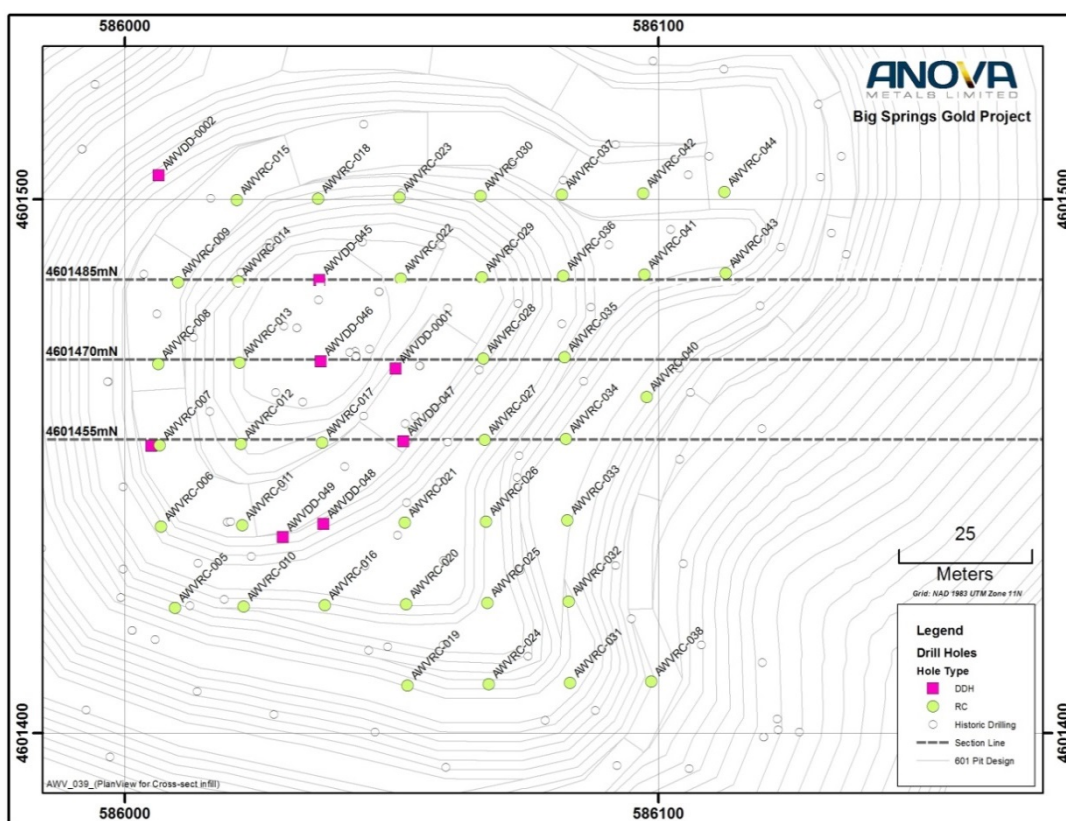 586000
586100
ANOVA
METALS LIMITED
Big Springs Gold Project
AWVDD-0002
AWVRC-015
AWVRC-018
AWVRC-023
AWVRC-030
AWVRC-037
AWVRC-042
AWVRC-044
4601500
4601500
AWVRC-009
AWVRC-014
AWVDD-045
AWVRC-022
AWVRC-029
AWVRC-036
AWVRC-041
AWVRC-043
4601485mN
AWVRC-008
AWVRC-013
AWVDD-046
AWVDD-0001
AWVRC-028
AWVRC-035
4601470mN
AWVRC-040
AWVRC-007
AWVRC-012
AWVRC-017
AWVDD-047
AWVRC-027
AWVRC-034
4601455mN
AWVRC-006
AWVRC-011
AWVDD-049
AWVDD-048
AWVRC-021
AWVRC-026
AWVRC-033
25
Meters
Grid: NAD 1983 UTM Zone 11N
AWVRC-005
AWVRC-010
AWVRC-016
AWVRC-020
AWVRC-025
AWVRC-032
AWVRC-019
AWVRC-024
AWVRC-031
AWVRC-038
Legend
Drill Holes
Hole Type
DDH
RC
Historic Drilling
Section Line
601 Pit Design
4601400
4601400
AWV_039_(PlanView for Cross-sect infill)
586000
586100